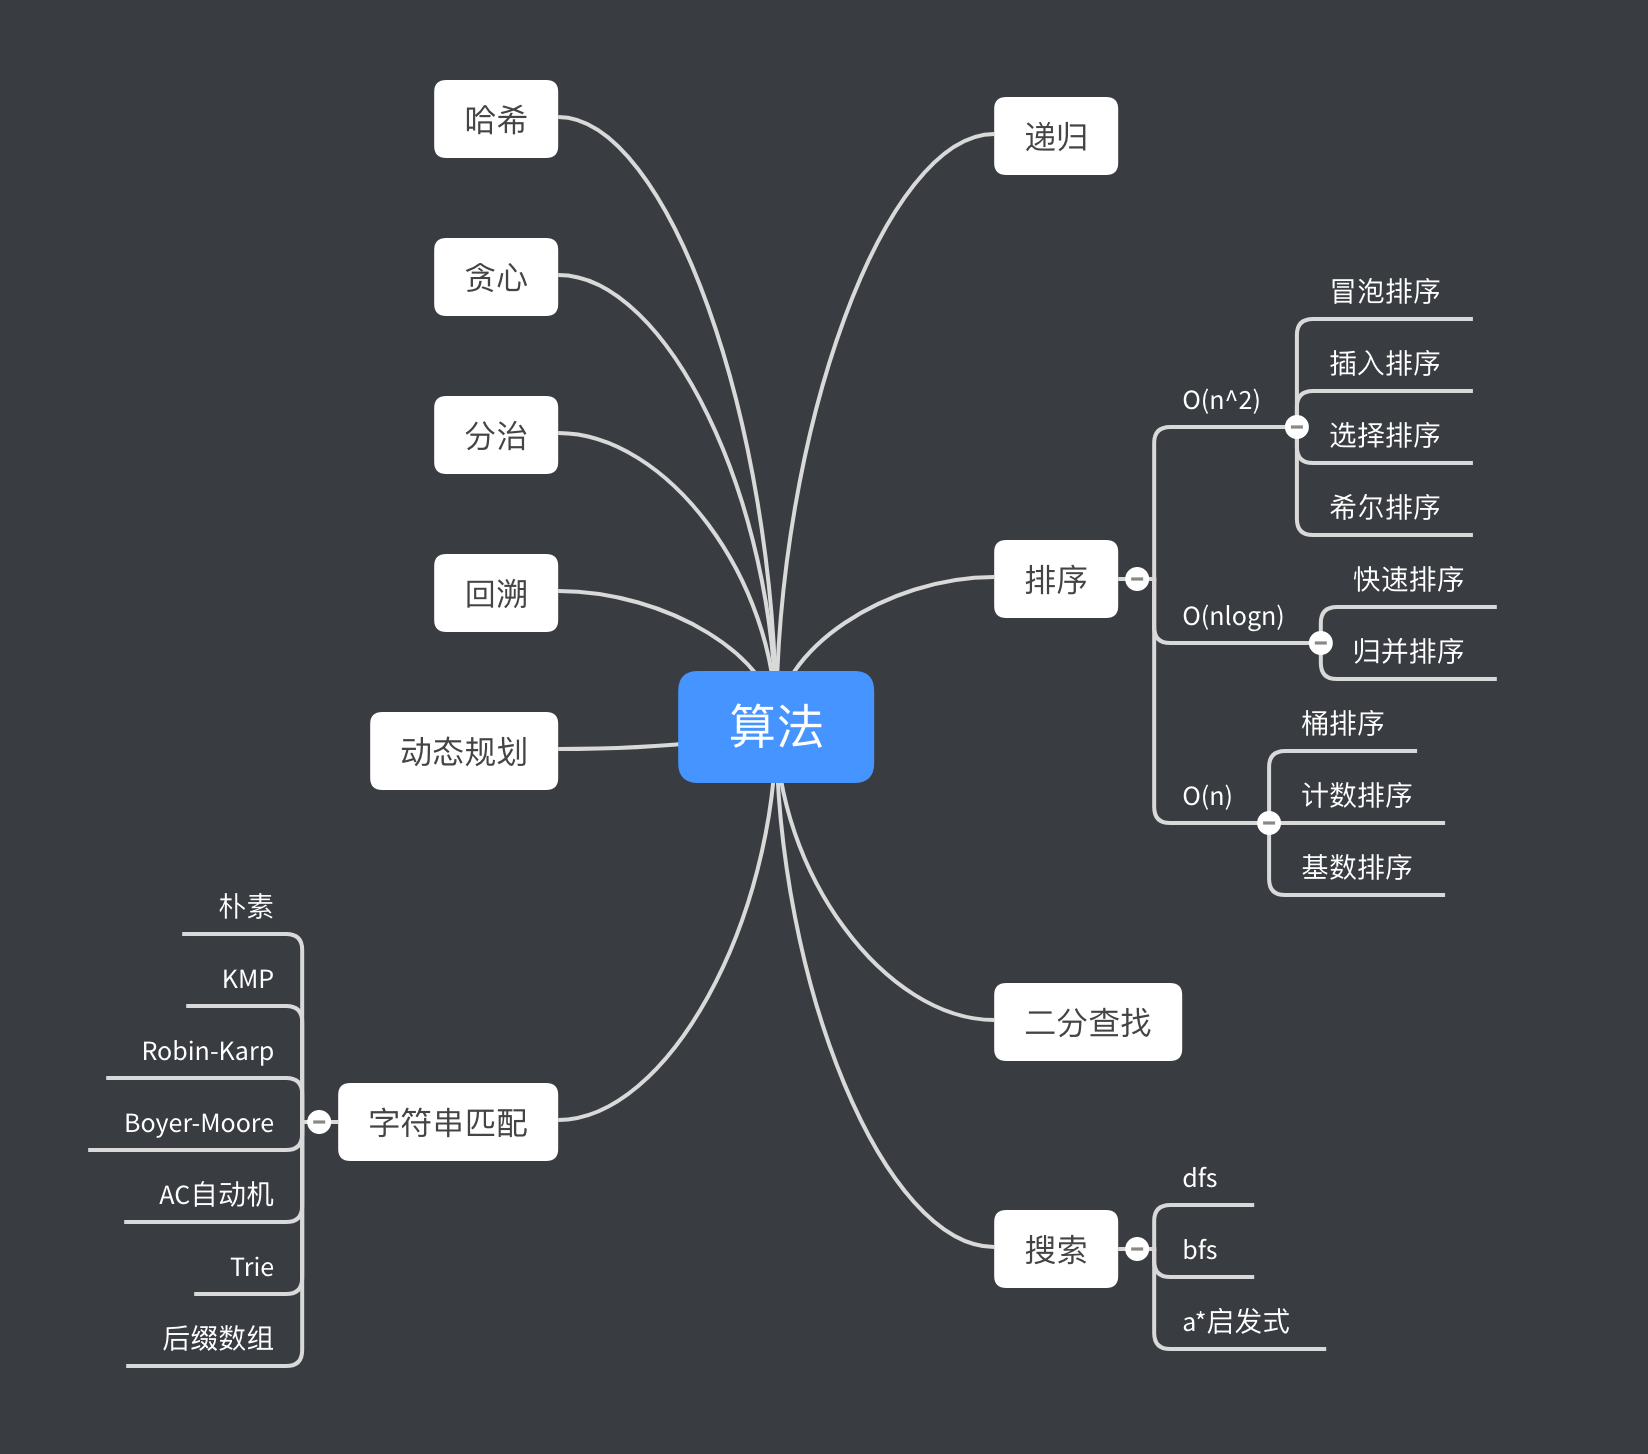 算法
递归
排序
O(n^2)
冒泡排序
插入排序
选择排序
希尔排序
O(nlogn)
快速排序
归并排序
O(n)
桶排序
计数排序
基数排序
二分查找
搜索
dfs
bfs
a*启发式
哈希
贪心
分治
回溯
动态规划
字符串匹配
朴素
KMP
Robin-Karp
Boyer-Moore
AC自动机
Trie
后缀数组